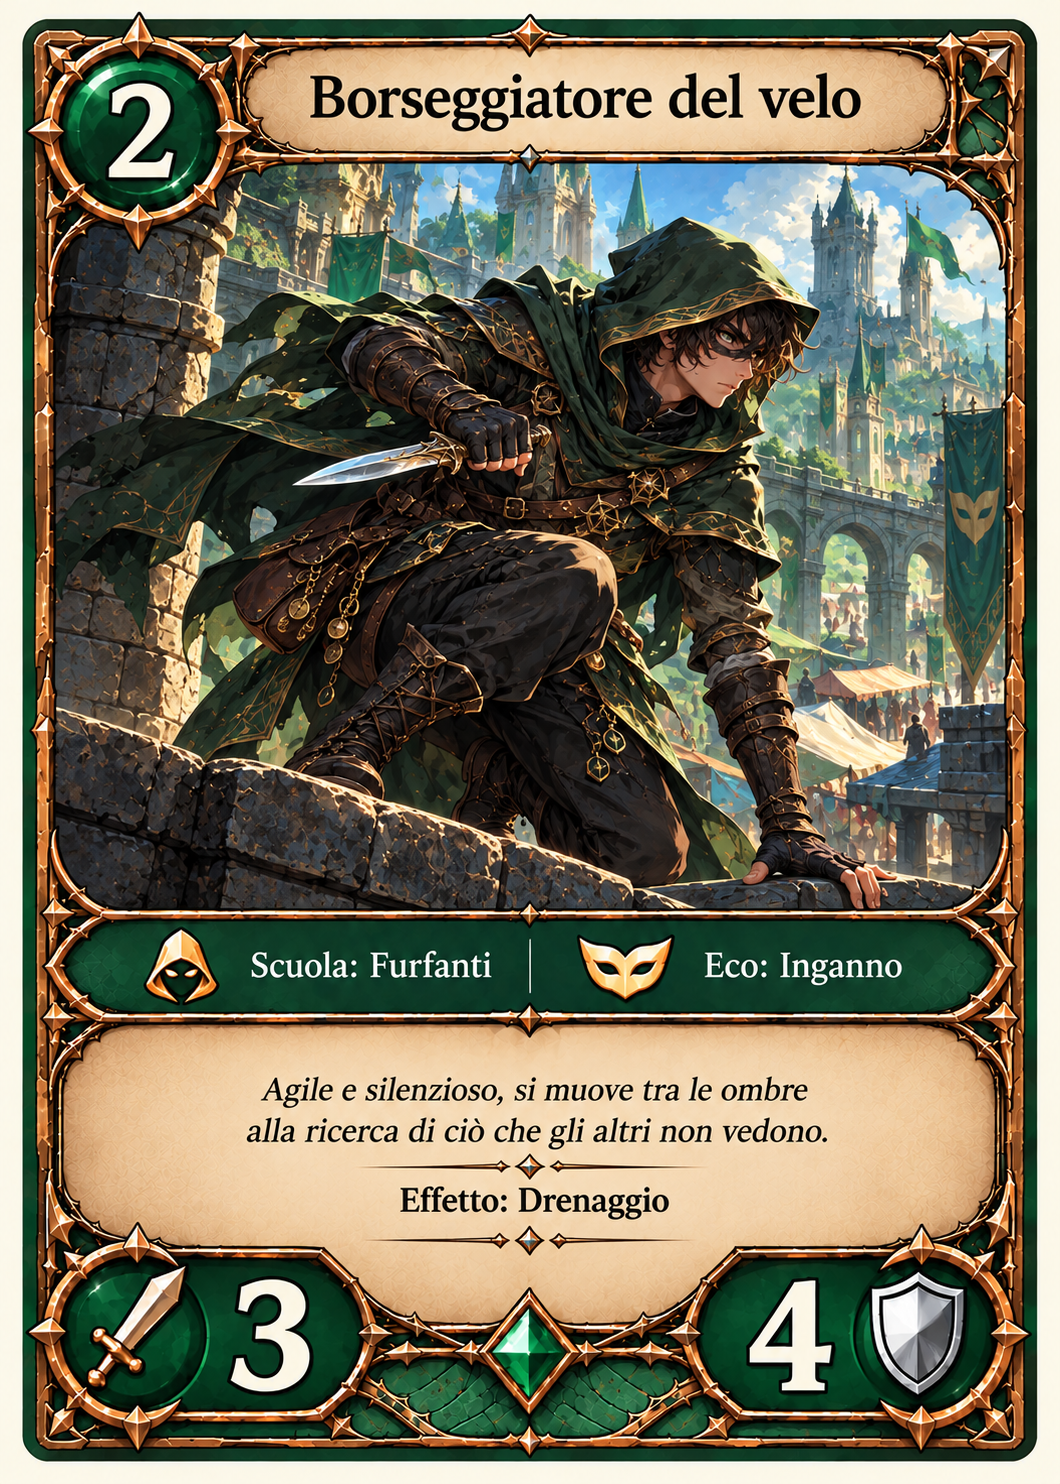 2
Borseggiatore del velo
Scuola: Furfanti
Eco: Inganno
Agile e silenzioso, si muove tra le ombre
alla ricerca di ciò che gli altri non vedono.
Effetto: Drenaggio
3
4